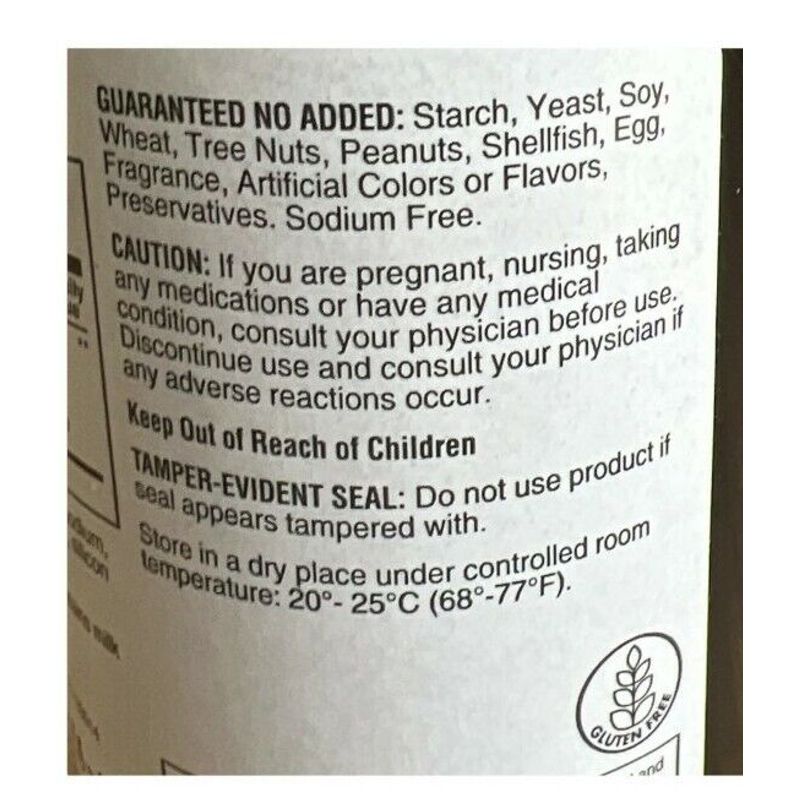 GUARANTEED NO ADDED: Starch, Yeast, Soy,
Wheat, Tree Nuts, Peanuts, Shellfish, Egg,
Fragrance, Artificial Colors or Flavors,
Preservatives. Sodium Free.
CAUTION: If you are pregnant, nursing, taking
any medications or have any medical
condition, consult your physician before use.
Discontinue use and consult your physician if
any adverse reactions occur.
Keep Out of Reach of Children
TAMPER-EVIDENT SEAL: Do not use product if
seal appears tampered with.
Store in a dry place under controlled room
temperature: 20°- 25°C (68°-77°F).
milk
GLUTEN FREE
and